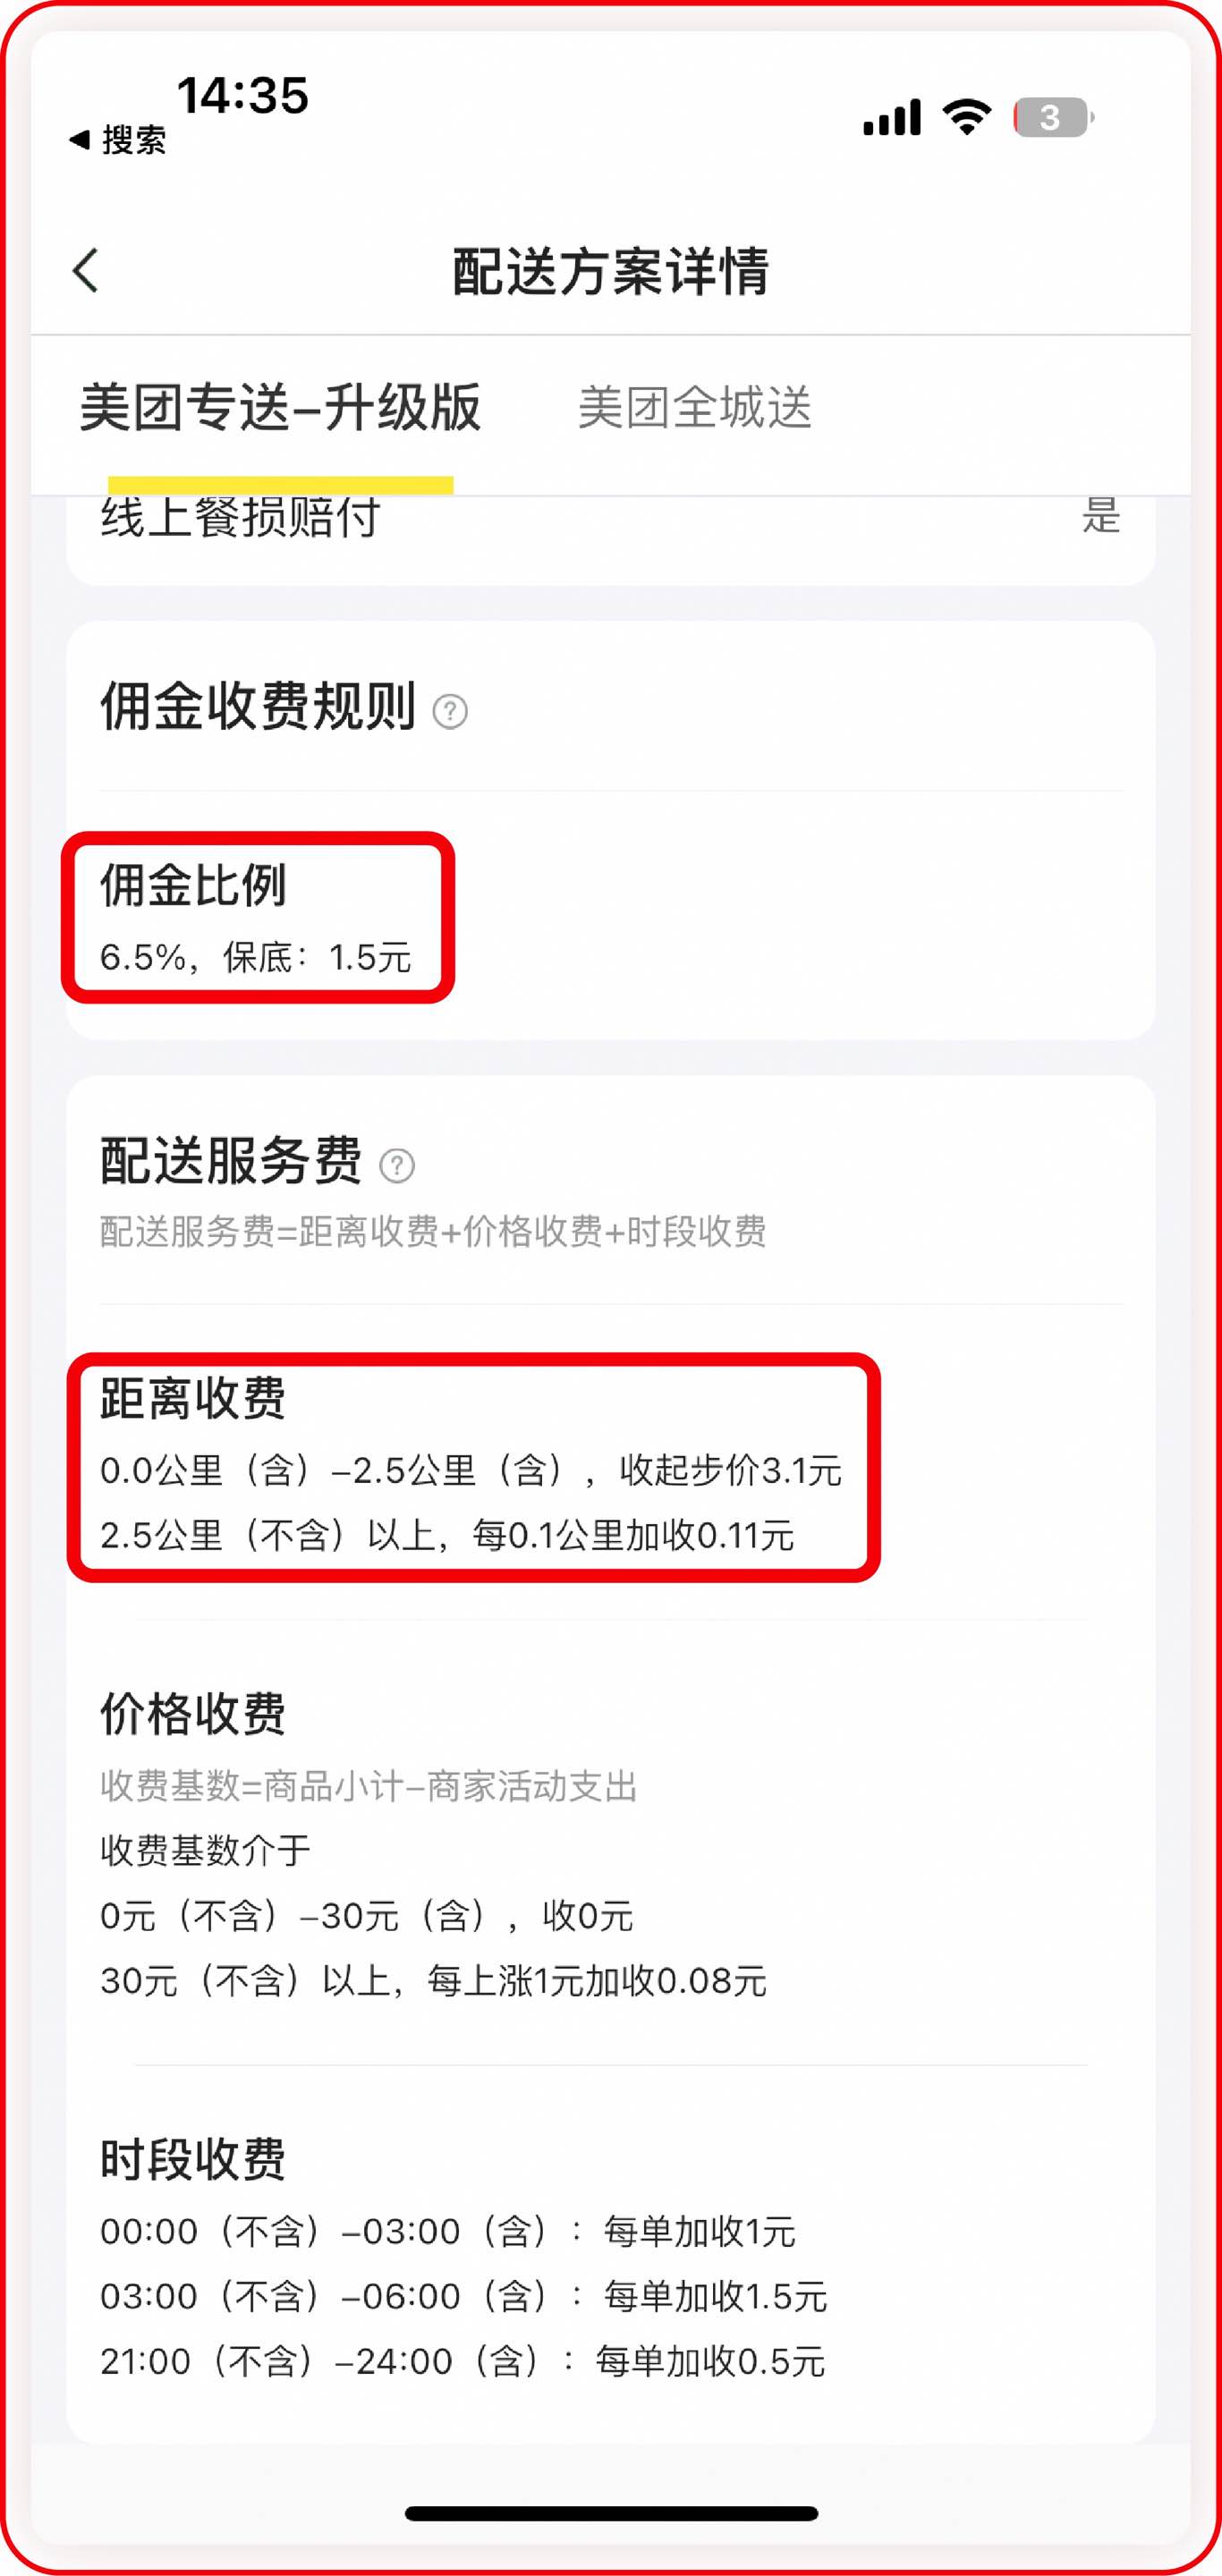 14:35
搜索
3
配送方案详情
美团专送-升级版 美团全城送
线上餐损赔付 是
佣金收费规则 ?
佣金比例
6.5%，保底：1.5元
配送服务费 ?
配送服务费=距离收费+价格收费+时段收费
距离收费
0.0公里（含）-2.5公里（含），收起步价3.1元
2.5公里（不含）以上，每0.1公里加收0.11元
价格收费
收费基数=商品小计-商家活动支出
收费基数介于
0元（不含）-30元（含），收0元
30元（不含）以上，每上涨1元加收0.08元
时段收费
00:00（不含）-03:00（含）：每单加收1元
03:00（不含）-06:00（含）：每单加收1.5元
21:00（不含）-24:00（含）：每单加收0.5元